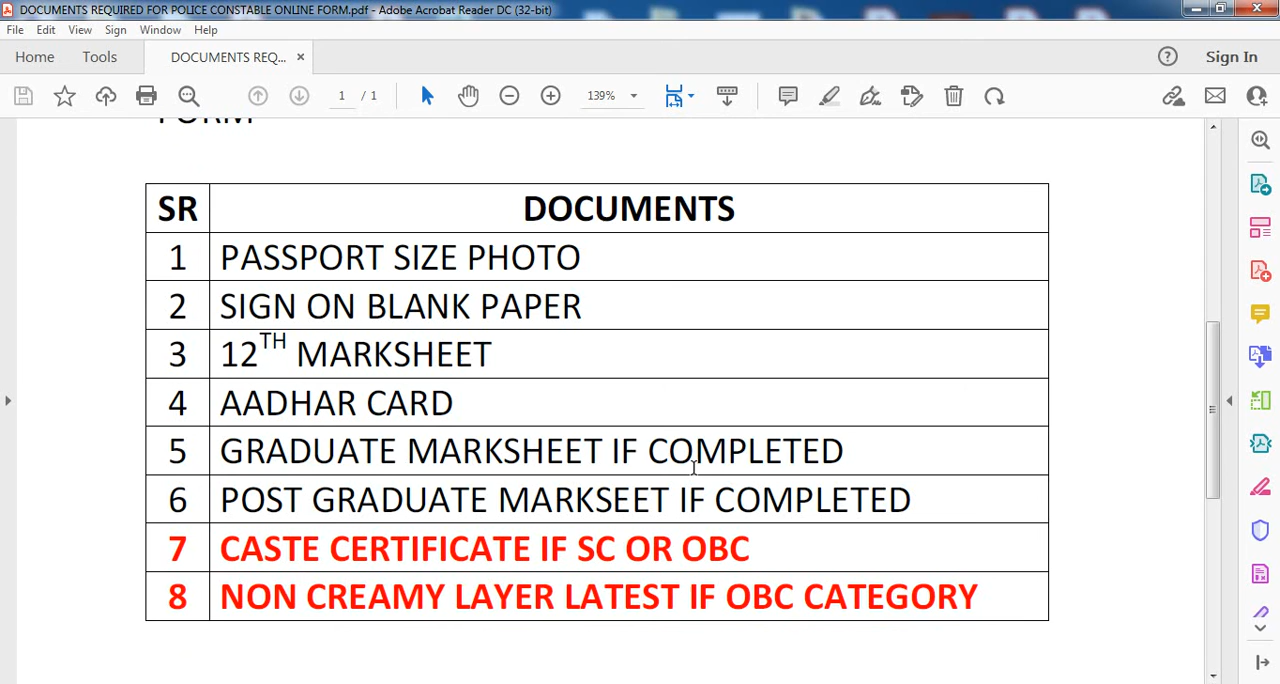 DOCUMENTS REQUIRED FOR POLICE CONSTABLE ONLINE FORM.pdf - Adobe Acrobat Reader DC (32-bit)
File Edit View Sign Window Help
Home Tools DOCUMENTS REQ... × Sign In
1 / 1 139%
FORM
SR DOCUMENTS
1 PASSPORT SIZE PHOTO
2 SIGN ON BLANK PAPER
3 12TH MARKSHEET
4 AADHAR CARD
5 GRADUATE MARKSHEET IF COMPLETED
6 POST GRADUATE MARKSEET IF COMPLETED
7 CASTE CERTIFICATE IF SC OR OBC
8 NON CREAMY LAYER LATEST IF OBC CATEGORY